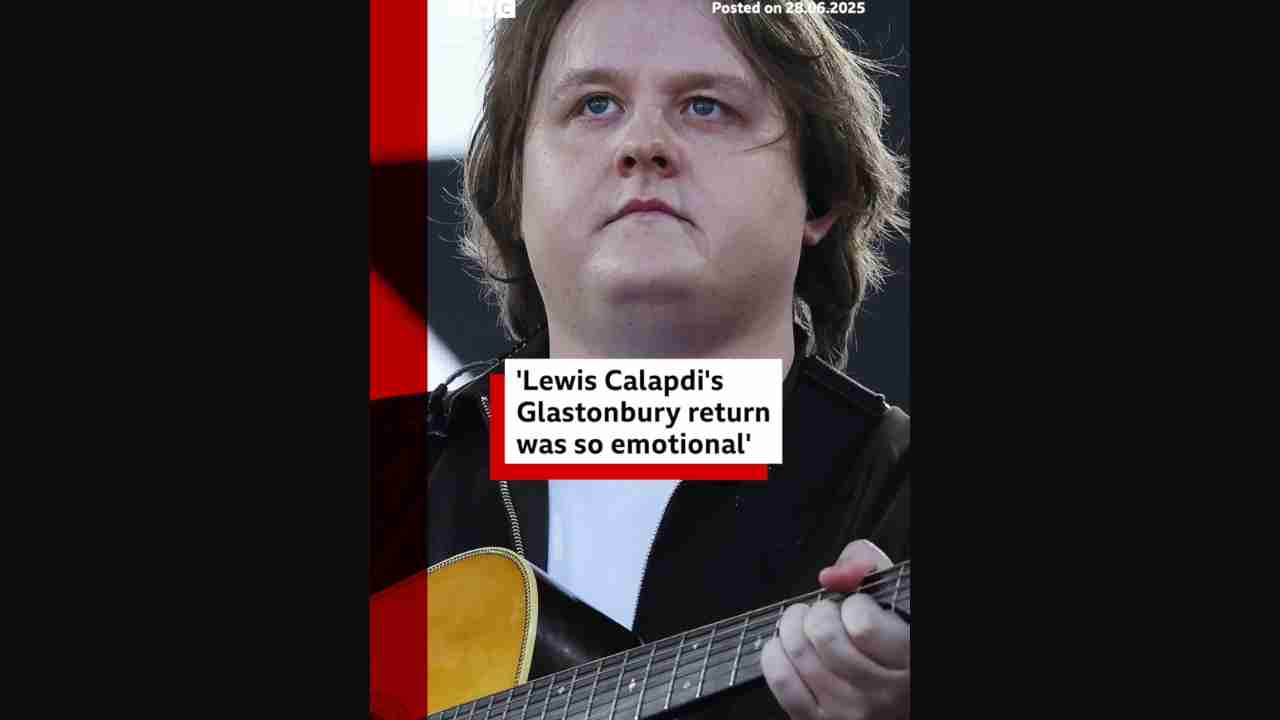 Posted on 28.06.2025
'Lewis Calapdi's
Glastonbury return
was so emotional'